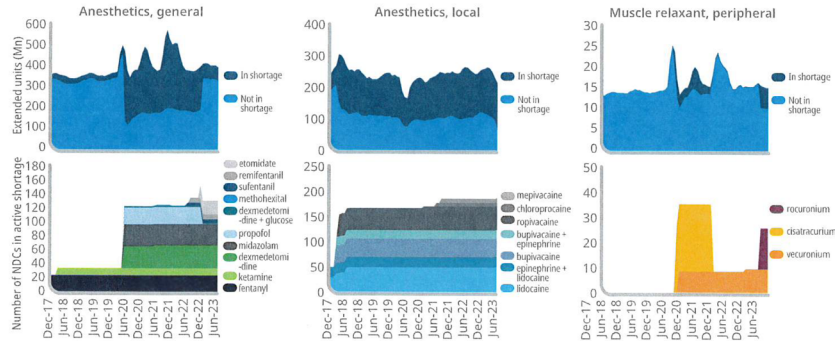 Anesthetics, general
Extended units (Mn)
600
500
400
300
200
100
0
In shortage
Not in
shortage
Number of NDCs in active shortage
180
160
140
120
100
80
60
40
20
0
etomidate
remifentanil
sufentanil
methohexital
dexmedetomi
-dine + glucose
propofol
midazolam
dexmedetomi
-dine
ketamine
fentanyl
Dec-17
Jun-18
Dec-18
Jun-19
Dec-19
Jun-20
Dec-20
Jun-21
Dec-21
Jun-22
Dec-22
Jun-23
Anesthetics, local
400
300
200
100
0
In shortage
Not in
shortage
250
200
150
100
50
0
mepivacaine
chloroprocaine
ropivacaine
bupivacaine +
epinephrine
bupivacaine
epinephrine +
lidocaine
lidocaine
Dec-17
Jun-18
Dec-18
Jun-19
Dec-19
Jun-20
Dec-20
Jun-21
Dec-21
Jun-22
Dec-22
Jun-23
Muscle relaxant, peripheral
30
25
20
15
10
5
0
In shortage
Not in
shortage
50
40
30
20
10
0
rocuronium
cisatracurium
vecuronium
Dec-17
Jun-18
Dec-18
Jun-19
Dec-19
Jun-20
Dec-20
Jun-21
Dec-21
Jun-22
Dec-22
Jun-23